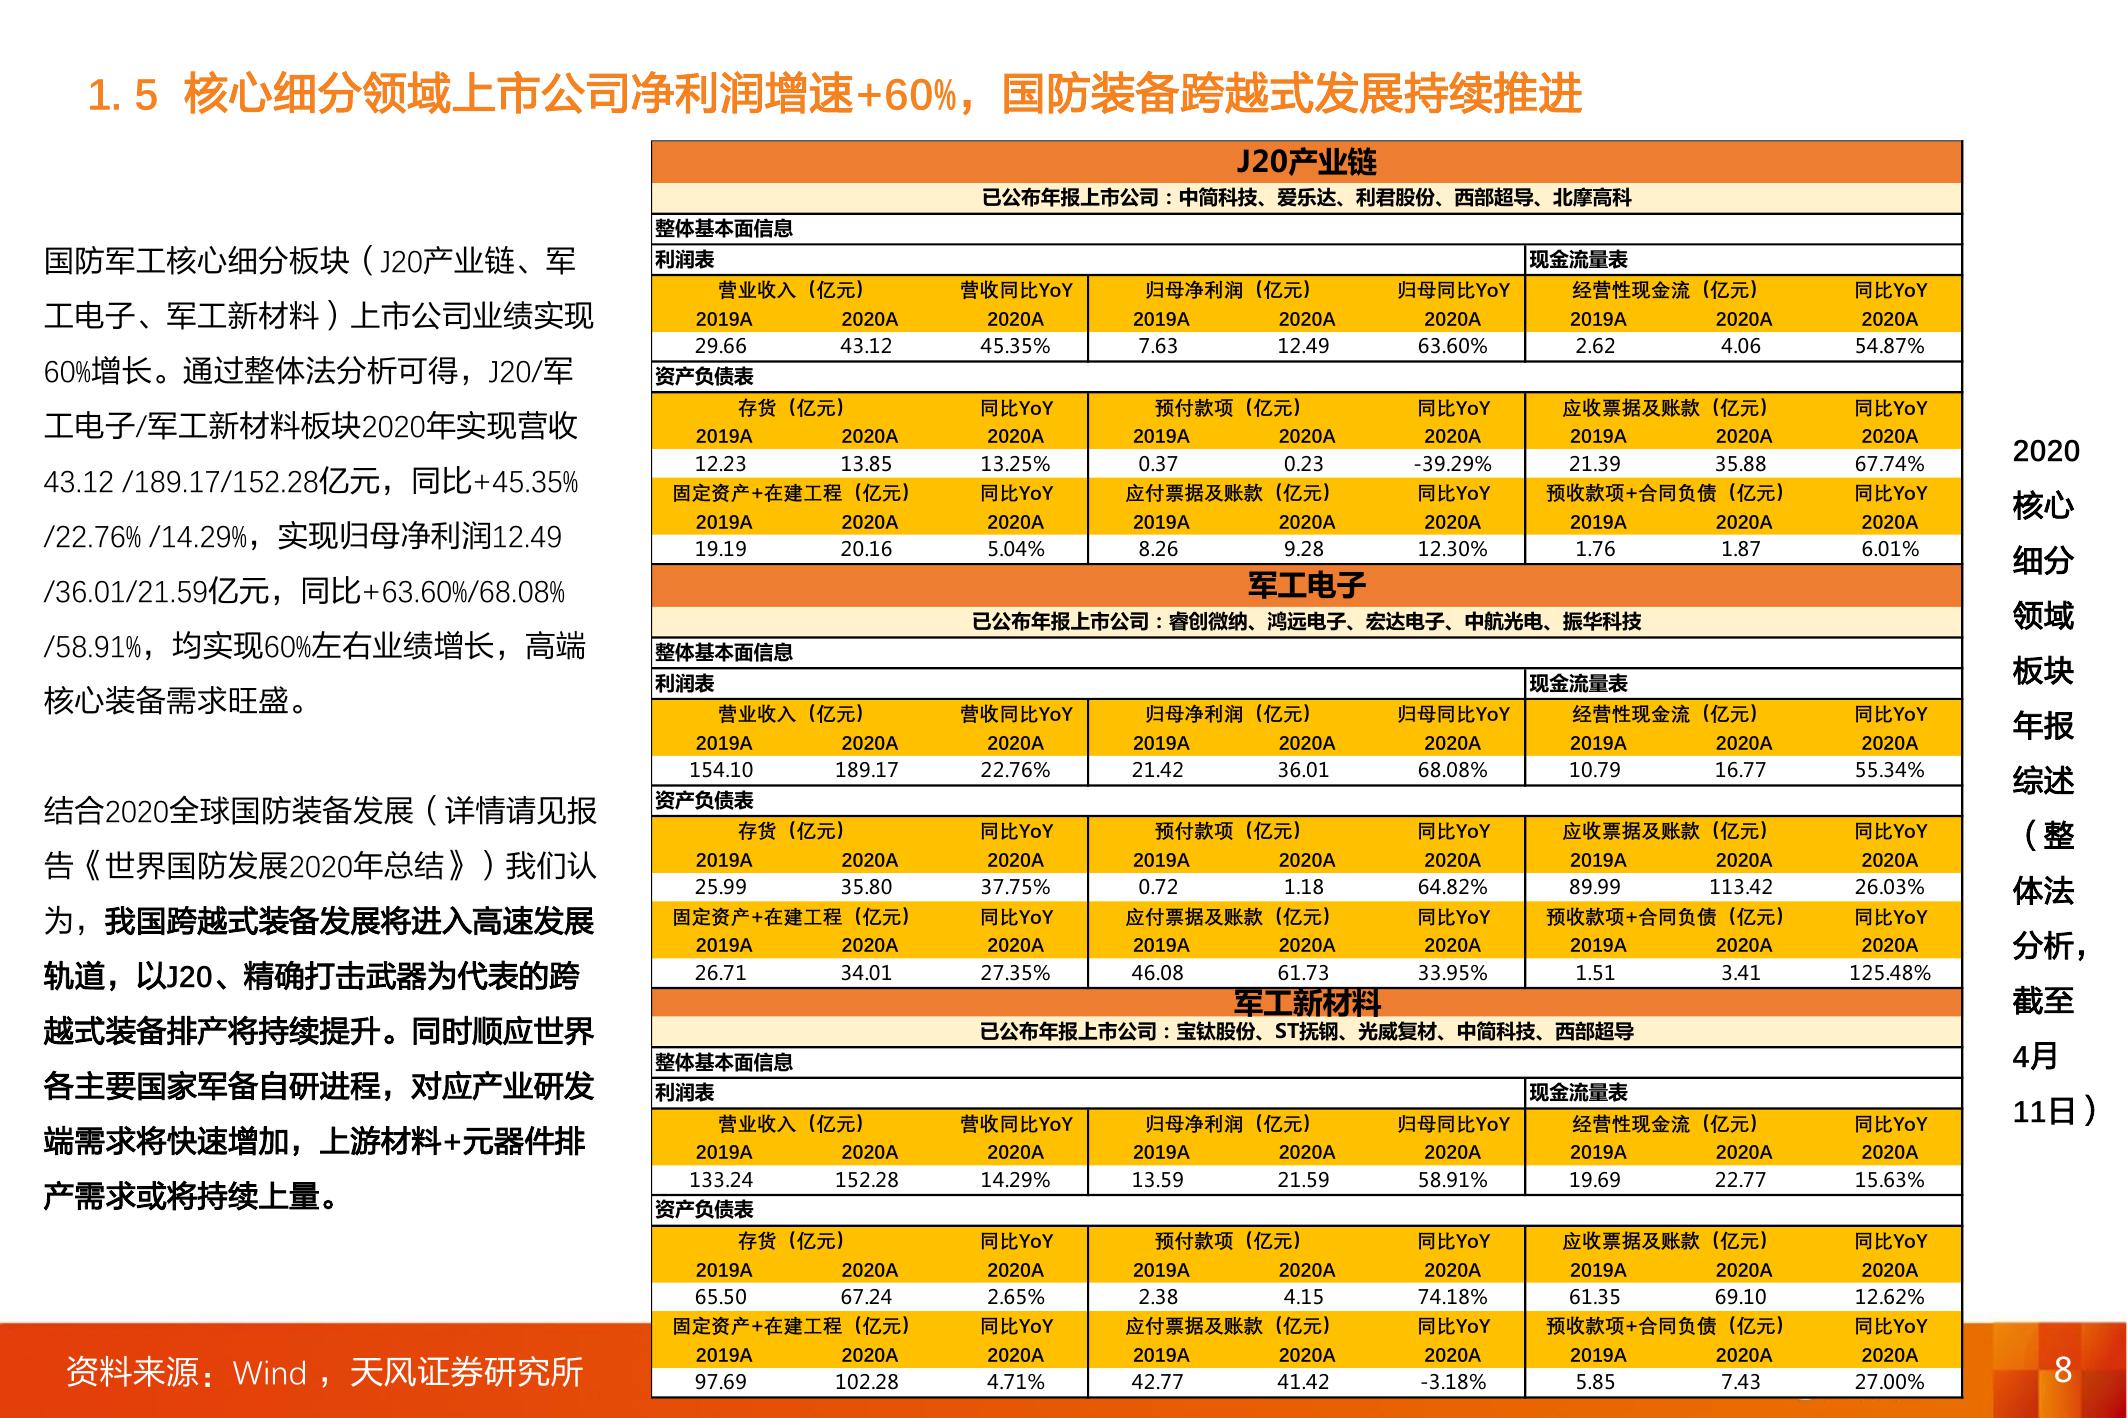 1.5 核心细分领域上市公司净利润增速+60%，国防装备跨越式发展持续推进
国防军工核心细分板块（J20产业链、军
工电子、军工新材料）上市公司业绩实现
60%增长。通过整体法分析可得，J20/军
工电子/军工新材料板块2020年实现营收
43.12 /189.17/152.28亿元，同比+45.35%
/22.76% /14.29%，实现归母净利润12.49
/36.01/21.59亿元，同比+63.60%/68.08%
/58.91%，均实现60%左右业绩增长，高端
核心装备需求旺盛。
结合2020全球国防装备发展（详情请见报
告《世界国防发展2020年总结》）我们认
为，我国跨越式装备发展将进入高速发展
轨道，以J20、精确打击武器为代表的跨
越式装备排产将持续提升。同时顺应世界
各主要国家军备自研进程，对应产业研发
端需求将快速增加，上游材料+元器件排
产需求或将持续上量。
J20产业链
已公布年报上市公司：中简科技、爱乐达、利君股份、西部超导、北摩高科
整体基本面信息
利润表 现金流量表
营业收入（亿元） 营收同比YoY 归母净利润（亿元） 归母同比YoY 经营性现金流（亿元） 同比YoY
2019A 2020A 2020A 2019A 2020A 2020A 2019A 2020A 2020A
29.66 43.12 45.35% 7.63 12.49 63.60% 2.62 4.06 54.87%
资产负债表
存货（亿元） 同比YoY 预付款项（亿元） 同比YoY 应收票据及账款（亿元） 同比YoY
2019A 2020A 2020A 2019A 2020A 2020A 2019A 2020A 2020A
12.23 13.85 13.25% 0.37 0.23 -39.29% 21.39 35.88 67.74%
固定资产+在建工程（亿元） 同比YoY 应付票据及账款（亿元） 同比YoY 预收款项+合同负债（亿元） 同比YoY
2019A 2020A 2020A 2019A 2020A 2020A 2019A 2020A 2020A
19.19 20.16 5.04% 8.26 9.28 12.30% 1.76 1.87 6.01%
军工电子
已公布年报上市公司：睿创微纳、鸿远电子、宏达电子、中航光电、振华科技
整体基本面信息
利润表 现金流量表
营业收入（亿元） 营收同比YoY 归母净利润（亿元） 归母同比YoY 经营性现金流（亿元） 同比YoY
2019A 2020A 2020A 2019A 2020A 2020A 2019A 2020A 2020A
154.10 189.17 22.76% 21.42 36.01 68.08% 10.79 16.77 55.34%
资产负债表
存货（亿元） 同比YoY 预付款项（亿元） 同比YoY 应收票据及账款（亿元） 同比YoY
2019A 2020A 2020A 2019A 2020A 2020A 2019A 2020A 2020A
25.99 35.80 37.75% 0.72 1.18 64.82% 89.99 113.42 26.03%
固定资产+在建工程（亿元） 同比YoY 应付票据及账款（亿元） 同比YoY 预收款项+合同负债（亿元） 同比YoY
2019A 2020A 2020A 2019A 2020A 2020A 2019A 2020A 2020A
26.71 34.01 27.35% 46.08 61.73 33.95% 1.51 3.41 125.48%
军工新材料
已公布年报上市公司：宝钛股份、ST抚钢、光威复材、中简科技、西部超导
整体基本面信息
利润表 现金流量表
营业收入（亿元） 营收同比YoY 归母净利润（亿元） 归母同比YoY 经营性现金流（亿元） 同比YoY
2019A 2020A 2020A 2019A 2020A 2020A 2019A 2020A 2020A
133.24 152.28 14.29% 13.59 21.59 58.91% 19.69 22.77 15.63%
资产负债表
存货（亿元） 同比YoY 预付款项（亿元） 同比YoY 应收票据及账款（亿元） 同比YoY
2019A 2020A 2020A 2019A 2020A 2020A 2019A 2020A 2020A
65.50 67.24 2.65% 2.38 4.15 74.18% 61.35 69.10 12.62%
固定资产+在建工程（亿元） 同比YoY 应付票据及账款（亿元） 同比YoY 预收款项+合同负债（亿元） 同比YoY
2019A 2020A 2020A 2019A 2020A 2020A 2019A 2020A 2020A
97.69 102.28 4.71% 42.77 41.42 -3.18% 5.85 7.43 27.00%
2020
核心
细分
领域
板块
年报
综述
（整
体法
分析，
截至
4月
11日）
资料来源：Wind ，天风证券研究所
8